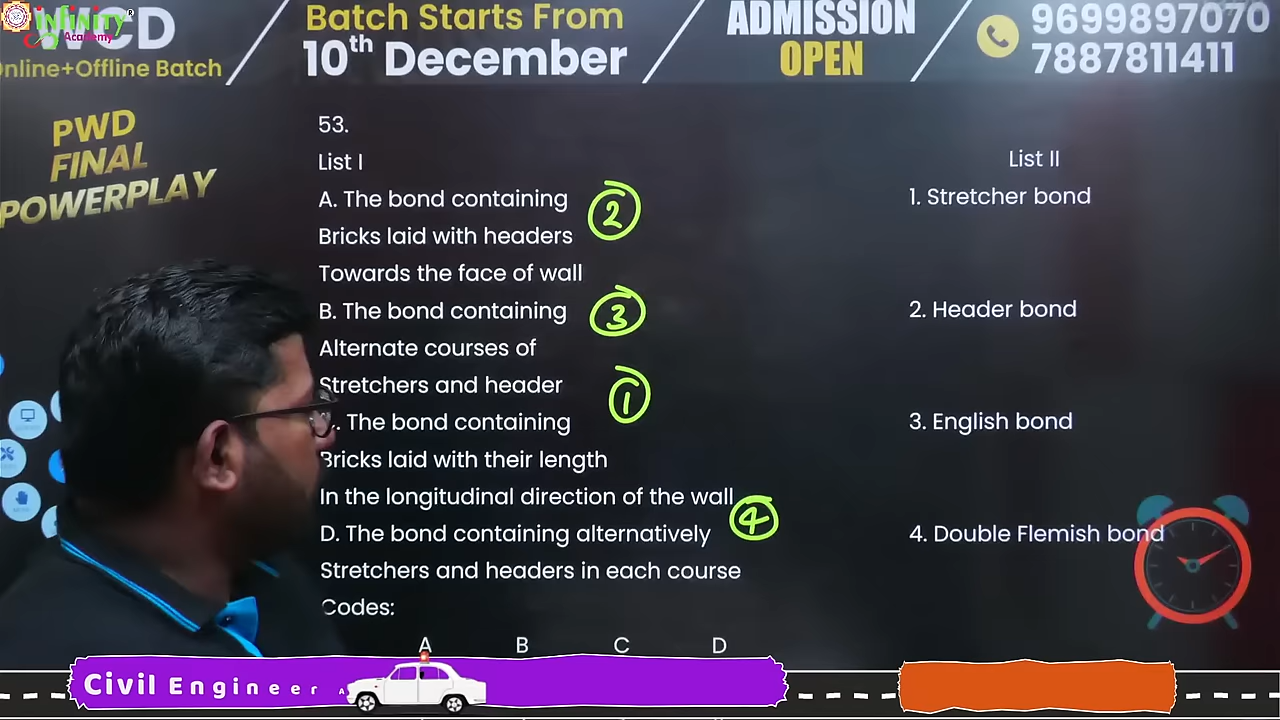 infinity
Academy
NCD
Online+Offline Batch
Batch Starts From
10th December
ADMISSION
OPEN
9699897070
7887811411
PWD
FINAL
POWERPLAY
53.
List I
List II
A. The bond containing
2
1. Stretcher bond
Bricks laid with headers
Towards the face of wall
B. The bond containing
3
2. Header bond
Alternate courses of
Stretchers and header
1
. The bond containing
3. English bond
Bricks laid with their length
In the longitudinal direction of the wall
D. The bond containing alternatively
4
4. Double Flemish bond
Stretchers and headers in each course
Codes:
A B C D
Civil Engineer A